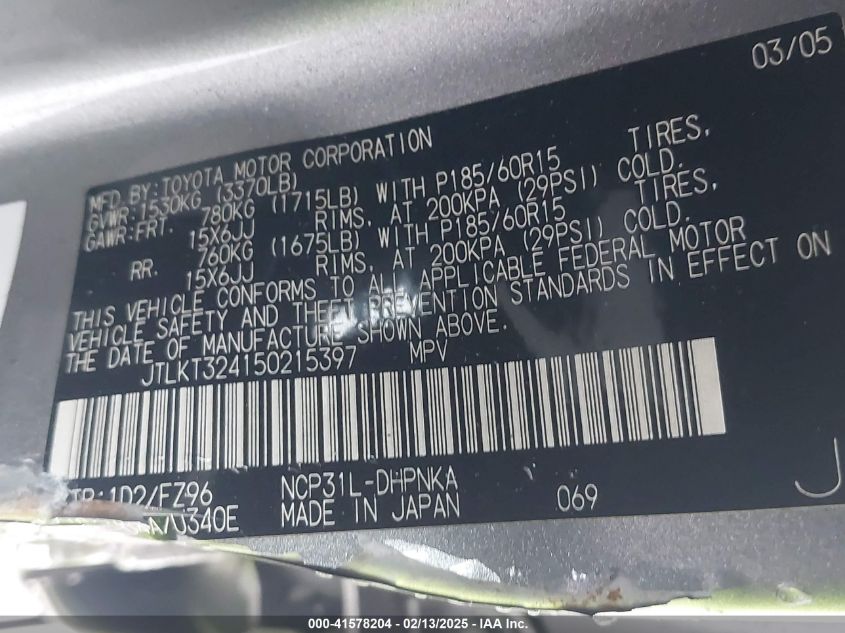 03/05
MFD.BY:TOYOTA MOTOR CORPORATION
GVWR:1530KG (3370LB)
GAWR:FRT. 780KG (1715LB) WITH P185/60R15 TIRES,
15X6JJ RIMS, AT 200KPA (29PSI) COLD.
RR. 760KG (1675LB) WITH P185/60R15 TIRES,
15X6JJ RIMS, AT 200KPA (29PSI) COLD.
THIS VEHICLE CONFORMS TO ALL APPLICABLE FEDERAL MOTOR
VEHICLE SAFETY AND THEFT PREVENTION STANDARDS IN EFFECT ON
THE DATE OF MANUFACTURE SHOWN ABOVE.
JTLKT324150215397 MPV
TR:1D2/FZ96 NCP31L-DHPNKA
/U340E MADE IN JAPAN 069 J
000-41578204 - 02/13/2025 - IAA Inc.